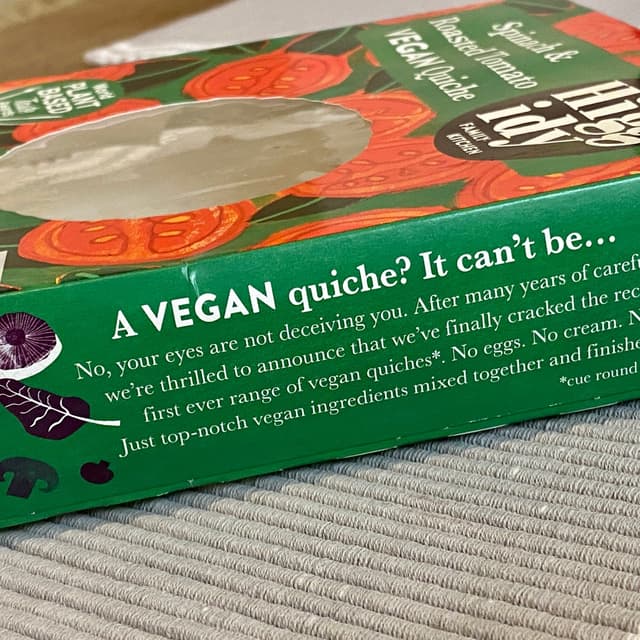 Spinach &
Roasted Tomato
VEGAN Quiche
PLANT
BASED
Higg
idy
FAMILY
KITCHEN
A VEGAN quiche? It can't be...
No, your eyes are not deceiving you. After many years of caref
we're thrilled to announce that we've finally cracked the rec
first ever range of vegan quiches*. No eggs. No cream. N
Just top-notch vegan ingredients mixed together and finishe
*cue round